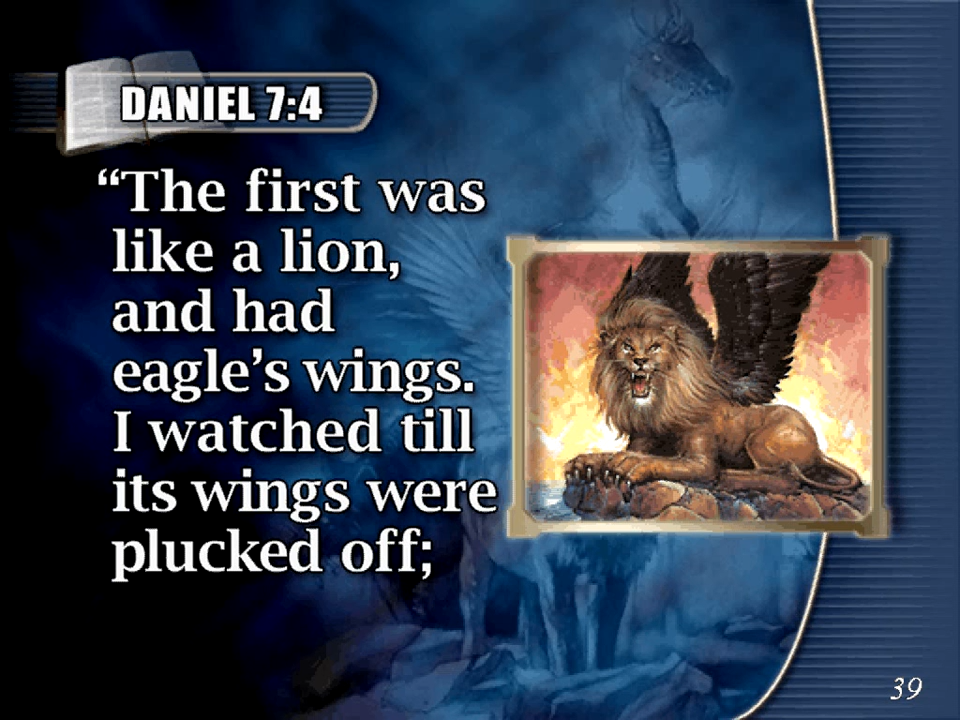 DANIEL 7:4
“The first was
like a lion,
and had
eagle’s wings.
I watched till
its wings were
plucked off;
39